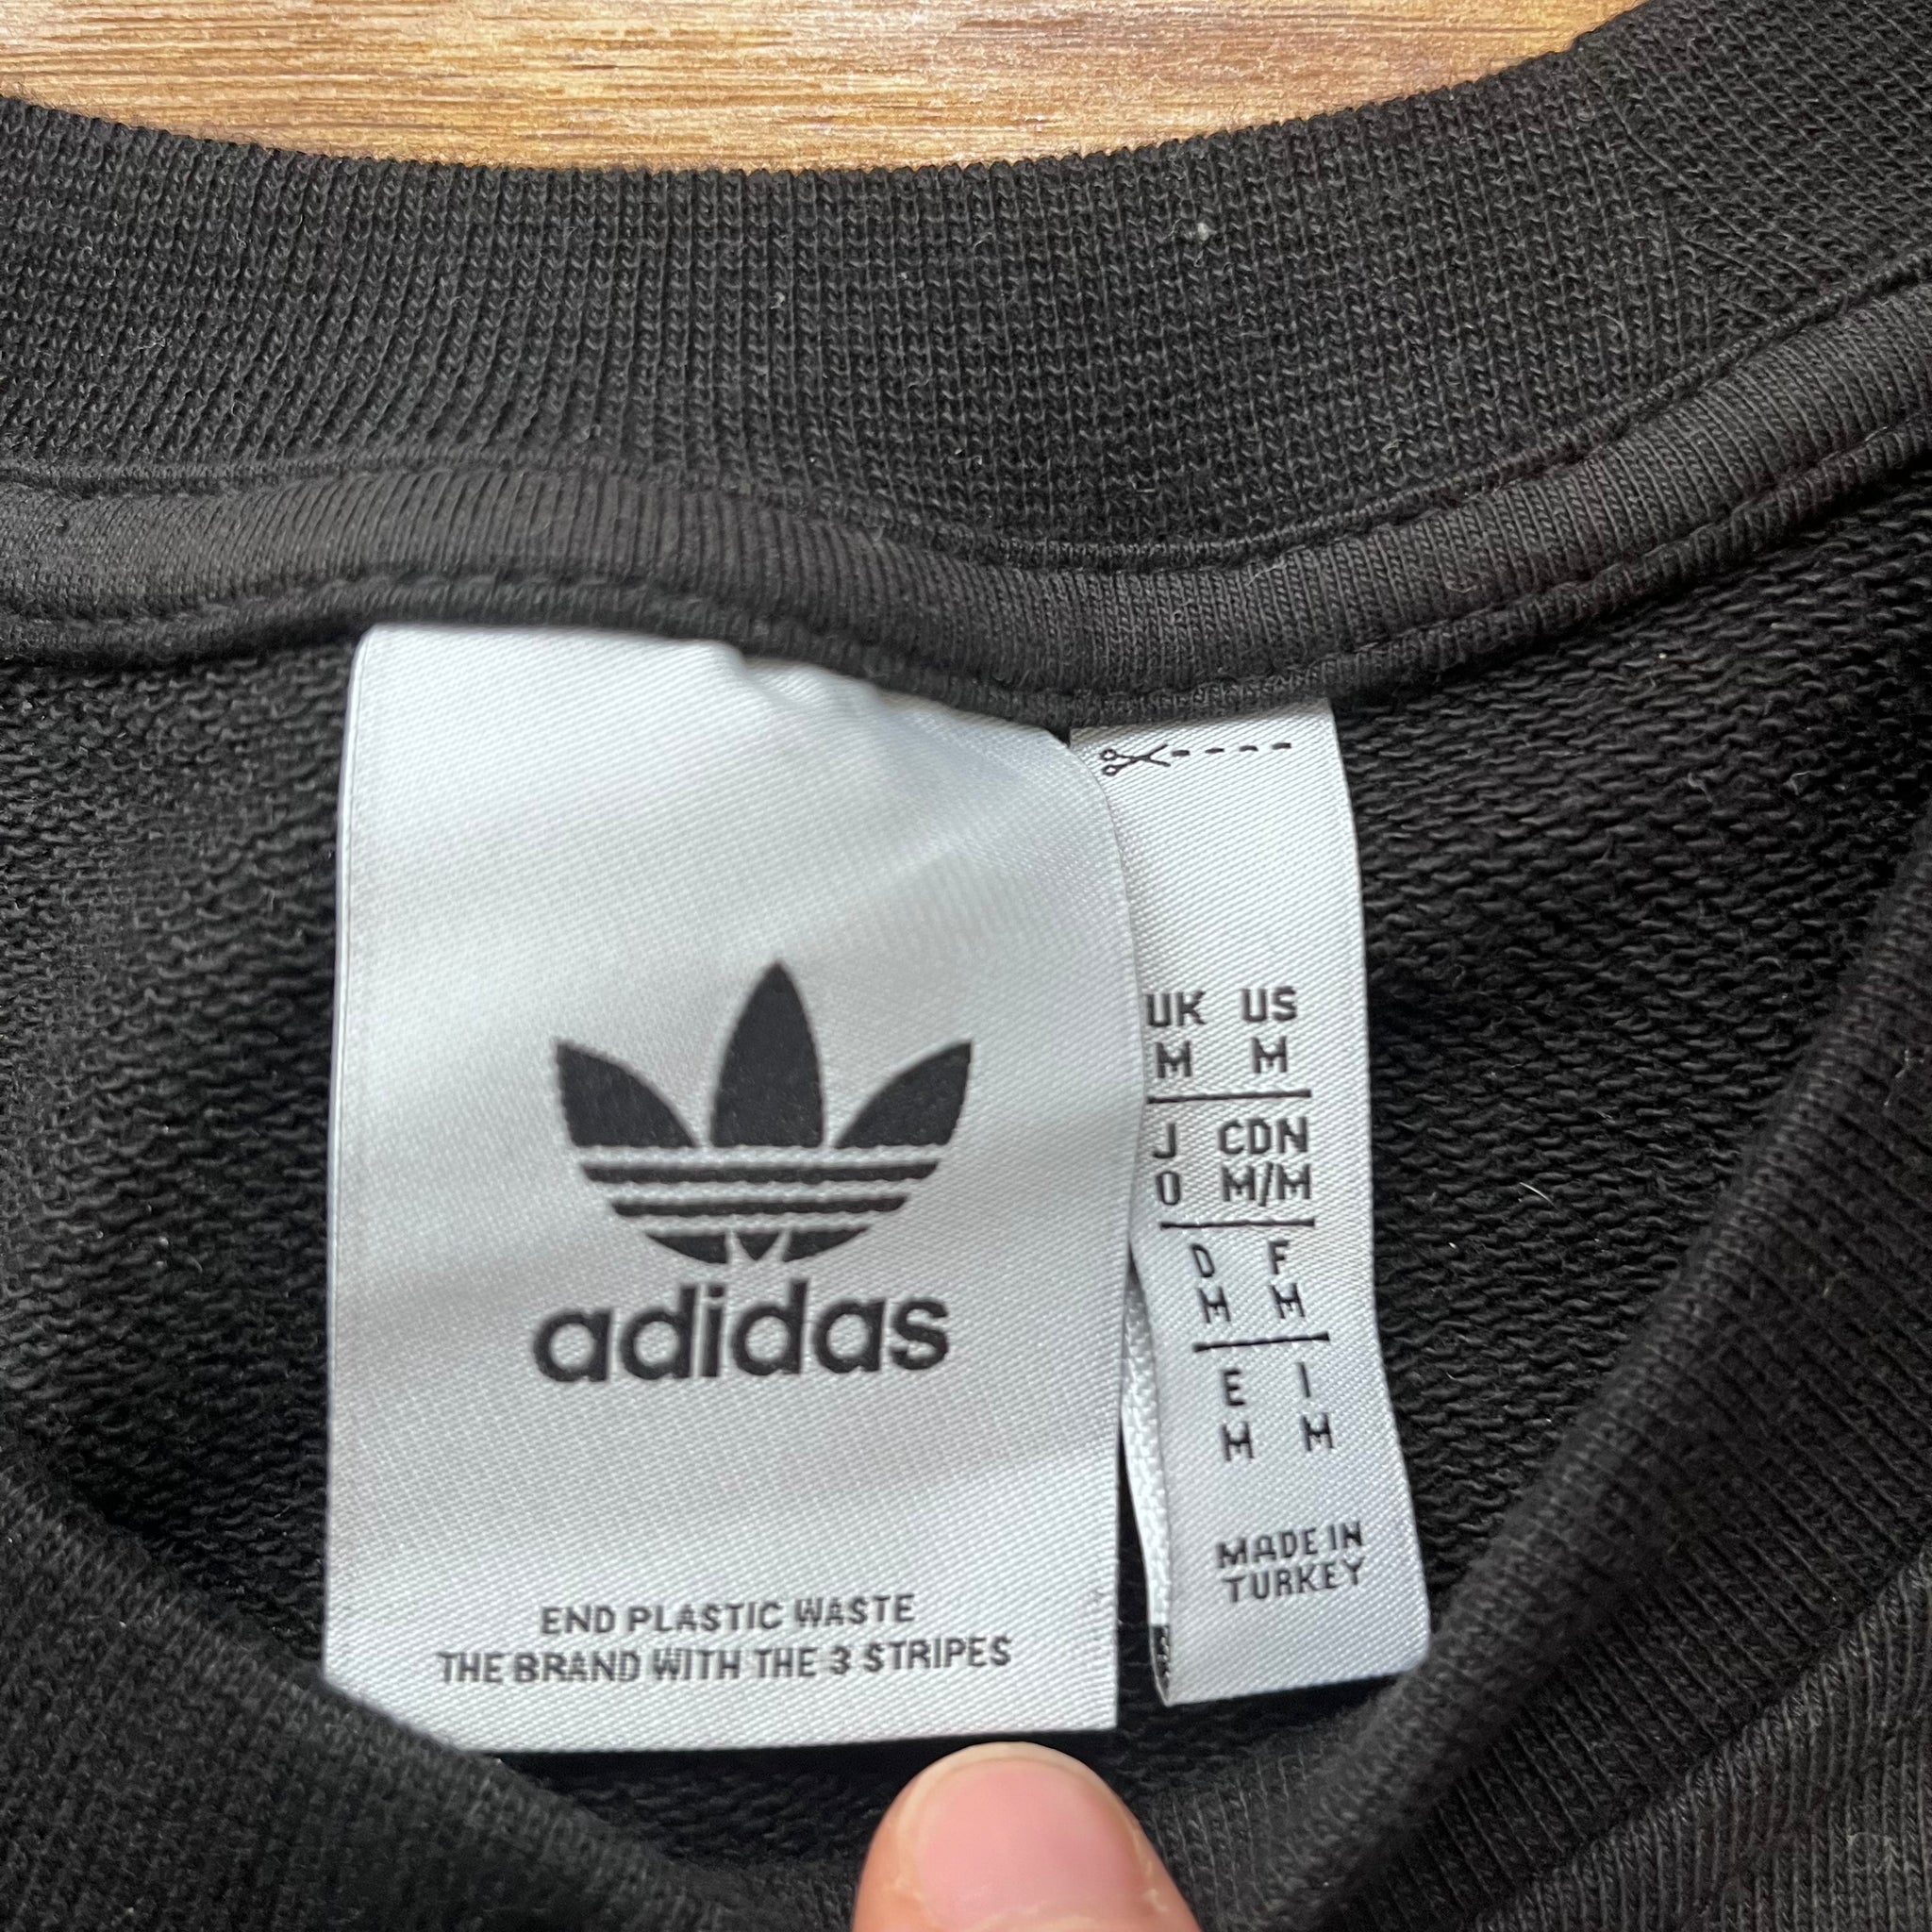 adidas
END PLASTIC WASTE
THE BRAND WITH THE 3 STRIPES
UK US
M M
J CDN
O M/M
D F
M M
E I
M M
MADE IN
TURKEY